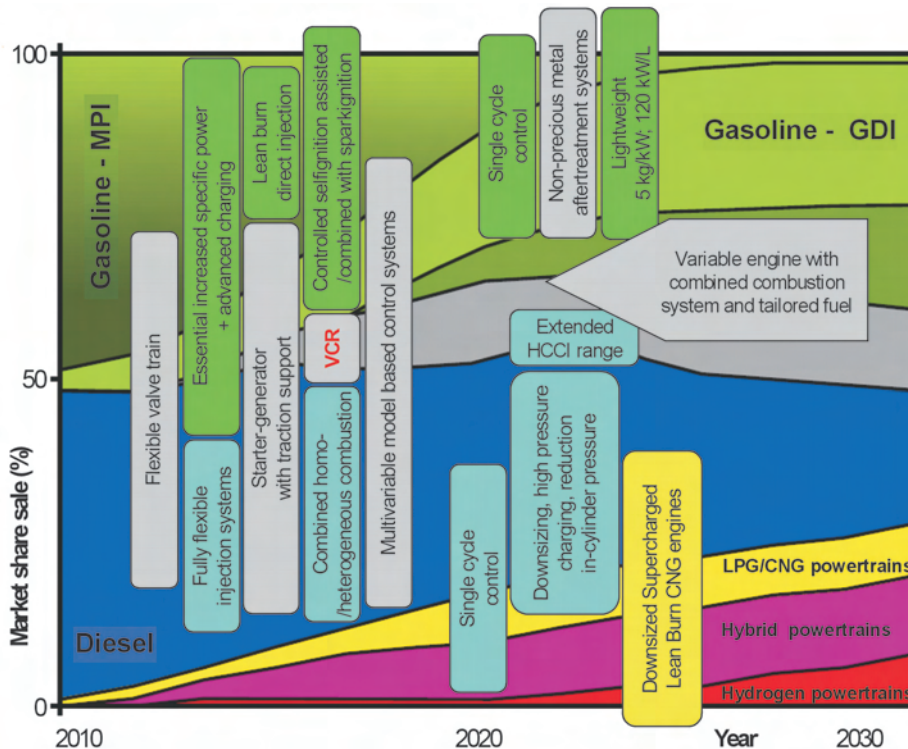 100
50
0
Market share sale (%)
2010
2020
Year
2030
Gasoline - MPI
Gasoline - GDI
Diesel
LPG/CNG powertrains
Hybrid powertrains
Hydrogen powertrains
Flexible valve train
Essential increased specific power
+ advanced charging
Fully flexible
injection systems
Lean burn
direct injection
Starter-generator
with traction support
Controlled selfignition assisted
/combined with sparkignition
VCR
Combined homo-
/heterogeneous combustion
Multivariable model based control systems
Single cycle
control
Non-precious metal
aftertreatment systems
Lightweight
5 kg/kW; 120 kW/L
Variable engine with
combined combustion
system and tailored fuel
Extended
HCCI range
Single cycle
control
Downsizing, high pressure
charging, reduction
in-cylinder pressure
Downsized Supercharged
Lean Burn CNG engines